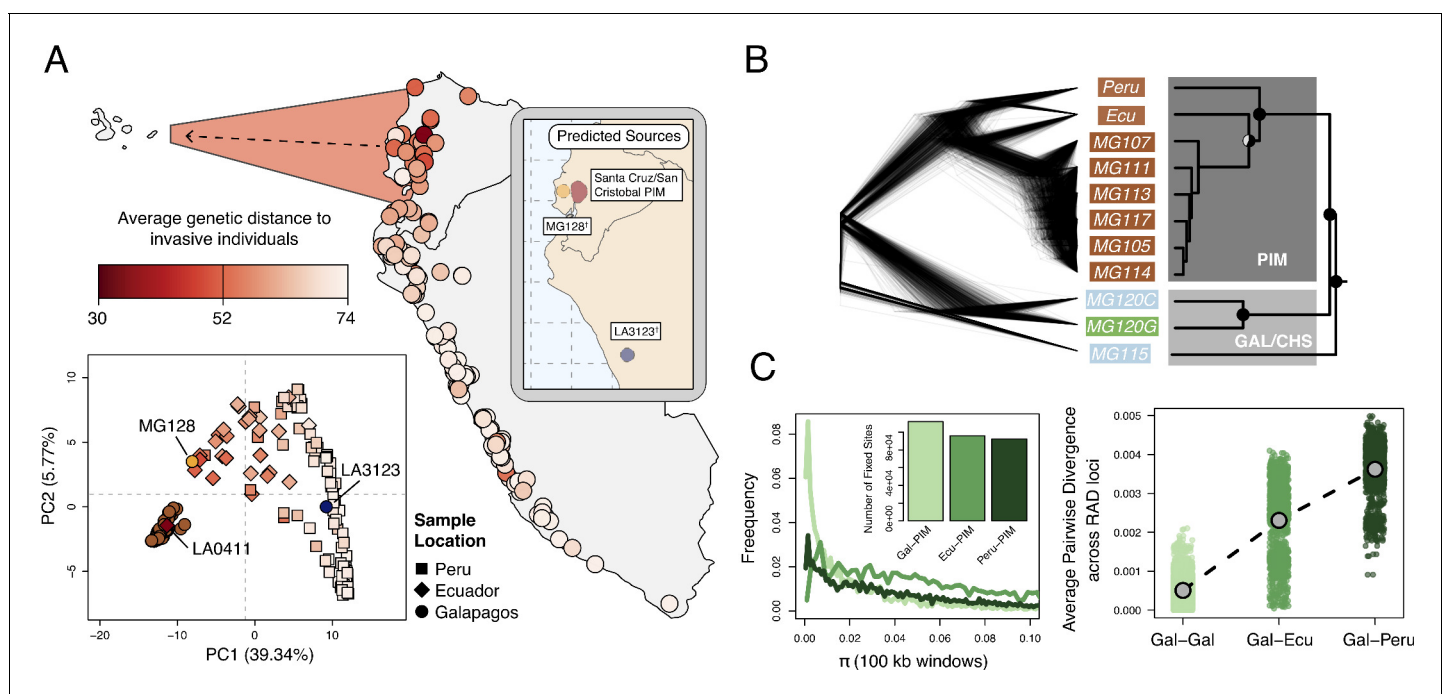 A
Predicted Sources
Santa Cruz/San
Cristobal PIM
MG128†
LA3123†
Average genetic distance to
invasive individuals
30 52 74
PC2 (5.77%)
10
5
0
−5
MG128
LA3123
LA0411
−20 −10 0 10
PC1 (39.34%)
Sample
Location
Peru
Ecuador
Galapagos
B
Peru
Ecu
MG107
MG111
MG113
MG117
MG105
MG114
MG120C
MG120G
MG115
PIM
GAL/CHS
C
Freequency
0.08
0.06
0.04
0.02
0.00
0.00 0.02 0.04 0.06 0.08 0.10
π (100 kb windows)
Number of Fixed Sites
8e+04
4e+04
0e+00
Gal−PIM
Ecu−PIM
Peru−PIM
Average Pairwise Divergence
across RAD loci
0.005
0.004
0.003
0.002
0.001
0.000
Gal−Gal Gal−Ecu Gal−Peru